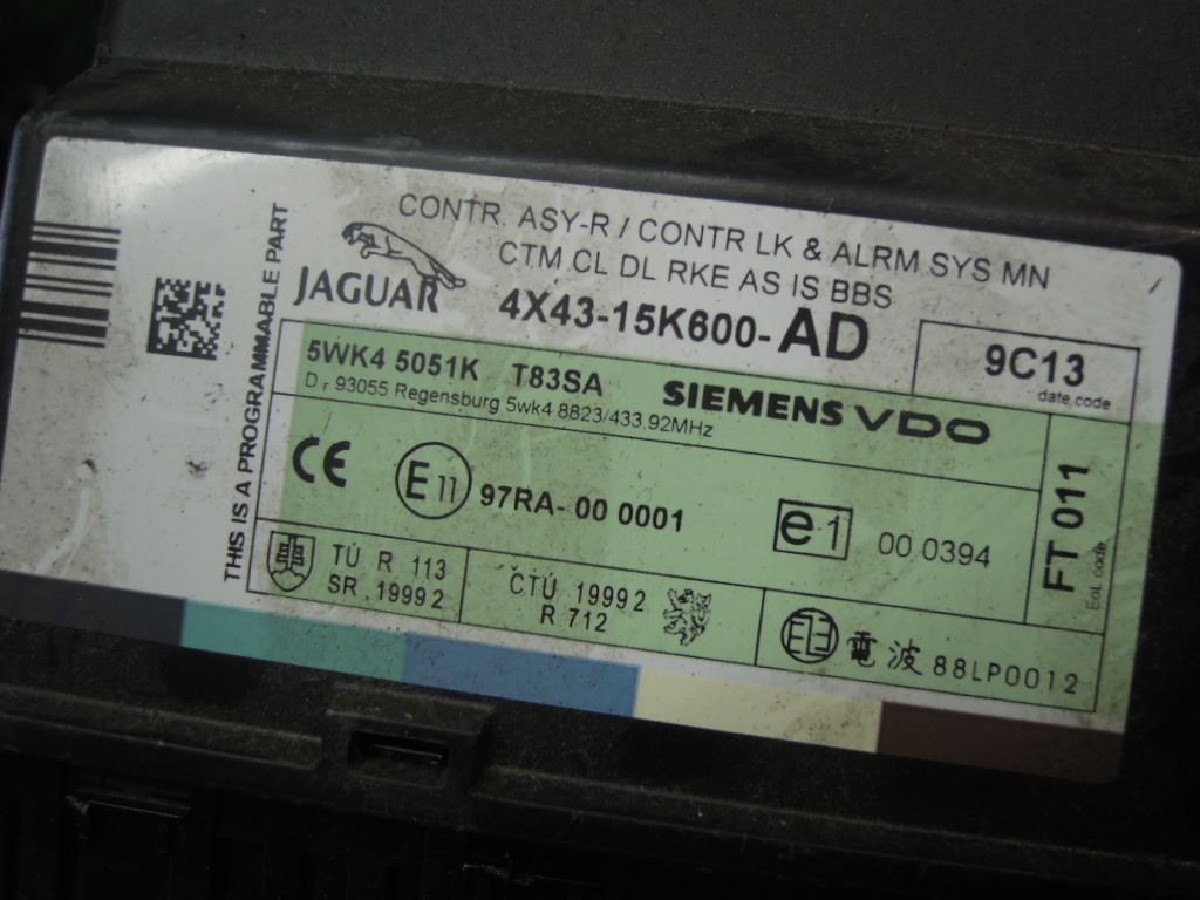 CONTR. ASY-R / CONTR LK & ALRM SYS MN
CTM CL DL RKE AS IS BBS
JAGUAR
4X43-15K600-AD
9C13
date code
THIS IS A PROGRAMMABLE PART
5WK4 5051K T83SA SIEMENS VDO
D, 93055 Regensburg 5wk4 8823/433,92MHz
CE E11 97RA- 00 0001 e1 00 0394
FT 011
Eol code
TÚ R 113
SR 1999 2
ČTÚ 1999 2
R 712
電波 88LP0012